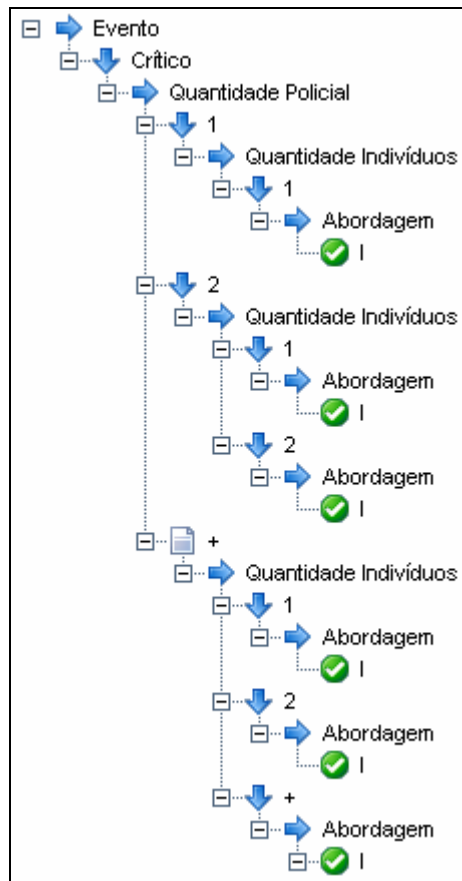 Evento
Crítico
Quantidade Policial
1
Quantidade Indivíduos
1
Abordagem
I
2
Quantidade Indivíduos
1
Abordagem
I
2
Abordagem
I
+
Quantidade Indivíduos
1
Abordagem
I
2
Abordagem
I
+
Abordagem
I